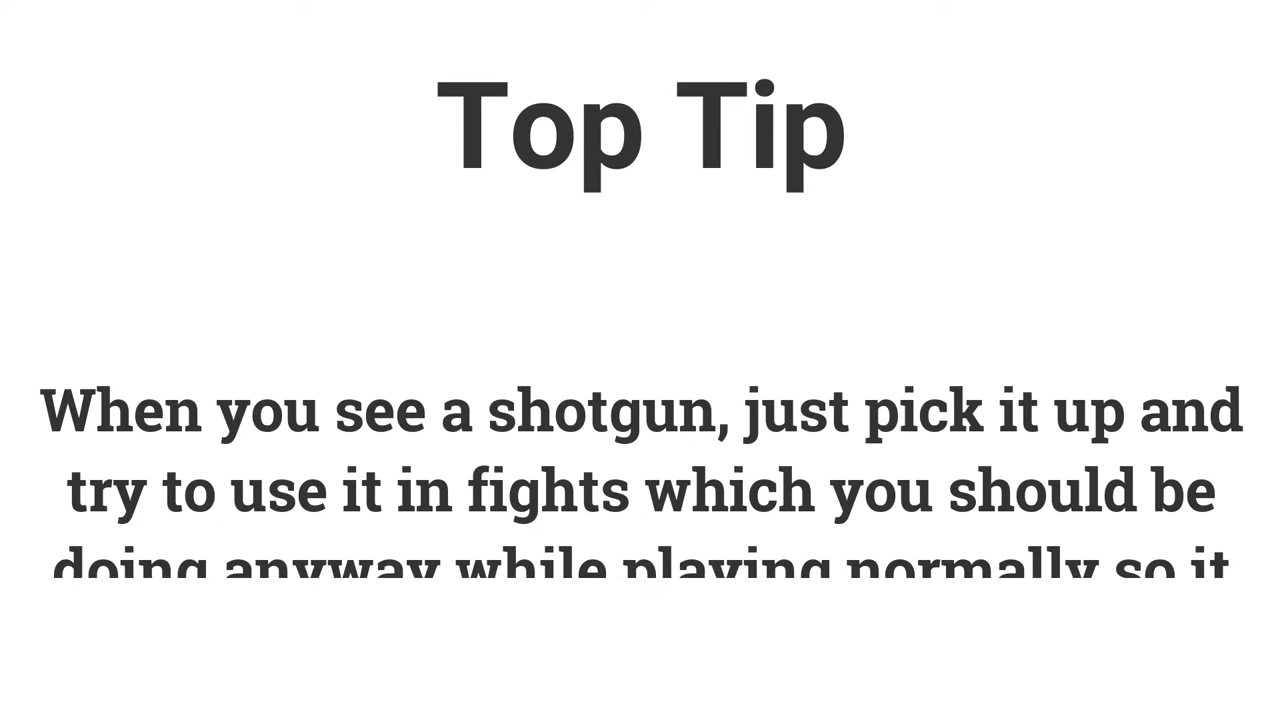 Top Tip
When you see a shotgun, just pick it up and
try to use it in fights which you should be
doing anyway while playing normally so it